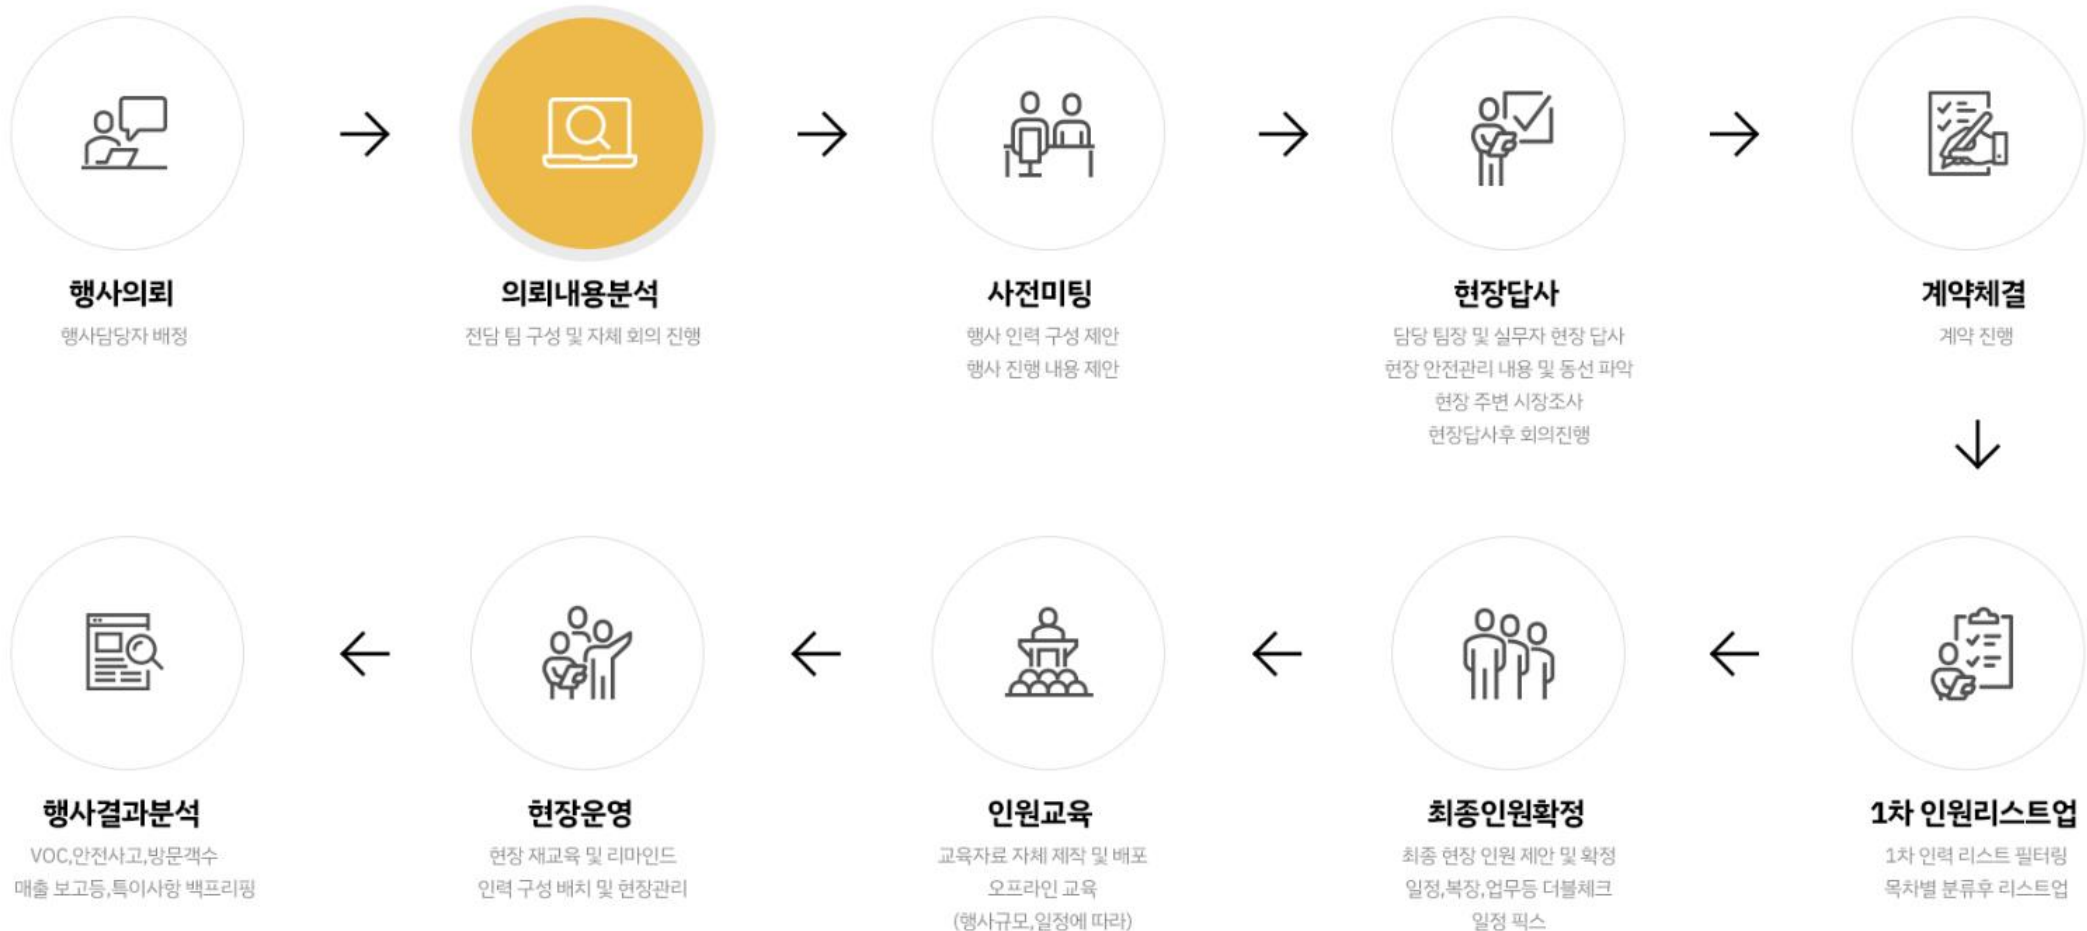 행사의뢰
행사담당자 배정
의뢰내용분석
전담 팀 구성 및 자체 회의 진행
사전미팅
행사 인력 구성 제안
행사 진행 내용 제안
현장답사
담당 팀장 및 실무자 현장 답사
현장 안전관리 내용 및 동선 파악
현장 주변 시장조사
현장답사후 회의진행
계약체결
계약 진행
1차 인원리스트업
1차 인력 리스트 필터링
목차별 분류후 리스트업
최종인원확정
최종 현장 인원 제안 및 확정
일정,복장,업무등 더블체크
일정 픽스
인원교육
교육자료 자체 제작 및 배포
오프라인 교육
(행사규모,일정에 따라)
현장운영
현장 재교육 및 리마인드
인력 구성 배치 및 현장관리
행사결과분석
VOC,안전사고,방문객수
매출 보고등,특이사항 백프리핑